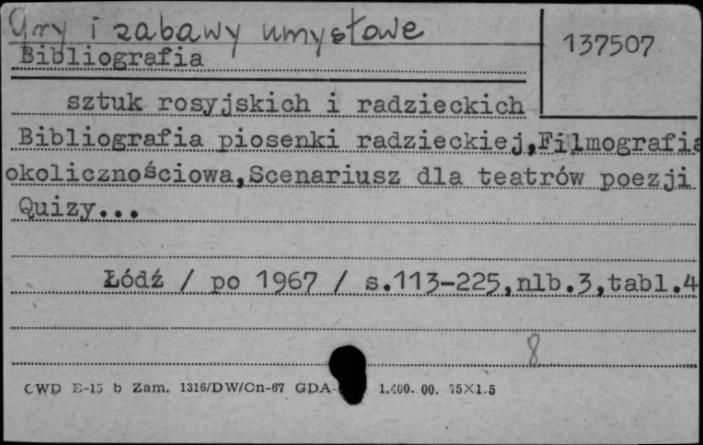 Gry i zabawy umysłowe
137507
Bibliografia
sztuk rosyjskich i radzieckich
Bibliografia piosenki radzieckiej,Filmografia
okolicznościowa,Scenariusz dla teatrów poezji
Quizy...
Łódź / po 1967 / s.113-225,nlb.3,tabl.4
8
CWD E-15 b Zam. 1316/DW/On-67 GDA- 1.400. 00. 75X1 5